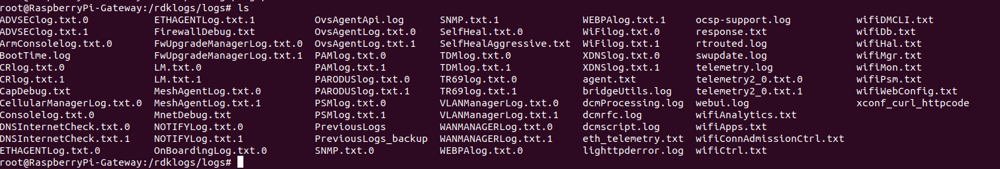 root@RaspberryPi-Gateway:/rdklogs/logs# ls
ADVSEClog.txt.0 ETHAGENTLog.txt.1 OvsAgentApi.log SNMP.txt.1 WEBPAlog.txt.1 ocsp-support.log wifiDMCLI.txt
ADVSEClog.txt.1 FirewallDebug.txt OvsAgentLog.txt.0 SelfHeal.txt.0 WiFilog.txt.0 response.txt wifiDb.txt
ArmConsolelog.txt.0 FwUpgradeManagerLog.txt.0 OvsAgentLog.txt.1 SelfHealAggressive.txt WiFilog.txt.1 rtrouted.log wifiHal.txt
BootTime.log FwUpgradeManagerLog.txt.1 PAMlog.txt.0 TDMlog.txt.0 XDNSlog.txt.0 swupdate.log wifiMgr.txt
CRlog.txt.0 LM.txt.0 PAMlog.txt.1 TDMlog.txt.1 XDNSlog.txt.1 telemetry.log wifiMon.txt
CRlog.txt.1 LM.txt.1 PARODUSlog.txt.0 TR69log.txt.0 agent.txt telemetry2_0.txt.0 wifiPsm.txt
CapDebug.txt MeshAgentLog.txt.0 PARODUSlog.txt.1 TR69log.txt.1 bridgeUtils.log telemetry2_0.txt.1 wifiWebConfig.txt
CellularManagerLog.txt.0 MeshAgentLog.txt.1 PSMlog.txt.0 VLANManagerLog.txt.0 dcmProcessing.log webui.log xconf_curl_httpcode
Consolelog.txt.0 MnetDebug.txt PSMlog.txt.1 VLANManagerLog.txt.1 dcmrfc.log wifiAnalytics.txt
DNSInternetCheck.txt.0 NOTIFYLog.txt.0 PreviousLogs WANMANAGERLog.txt.0 dcmscript.log wifiApps.txt
DNSInternetCheck.txt.1 NOTIFYLog.txt.1 PreviousLogs_backup WANMANAGERLog.txt.1 eth_telemetry.txt wifiConnAdmissionCtrl.txt
ETHAGENTLog.txt.0 OnBoardingLog.txt.0 SNMP.txt.0 WEBPAlog.txt.0 lighttpderror.log wifiCtrl.txt
root@RaspberryPi-Gateway:/rdklogs/logs#